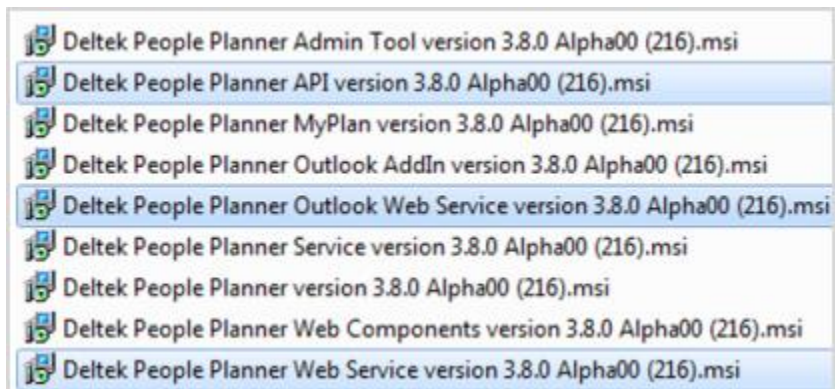 Deltek People Planner Admin Tool version 3.8.0 Alpha00 (216).msi
Deltek People Planner API version 3.8.0 Alpha00 (216).msi
Deltek People Planner MyPlan version 3.8.0 Alpha00 (216).msi
Deltek People Planner Outlook AddIn version 3.8.0 Alpha00 (216).msi
Deltek People Planner Outlook Web Service version 3.8.0 Alpha00 (216).msi
Deltek People Planner Service version 3.8.0 Alpha00 (216).msi
Deltek People Planner version 3.8.0 Alpha00 (216).msi
Deltek People Planner Web Components version 3.8.0 Alpha00 (216).msi
Deltek People Planner Web Service version 3.8.0 Alpha00 (216).msi